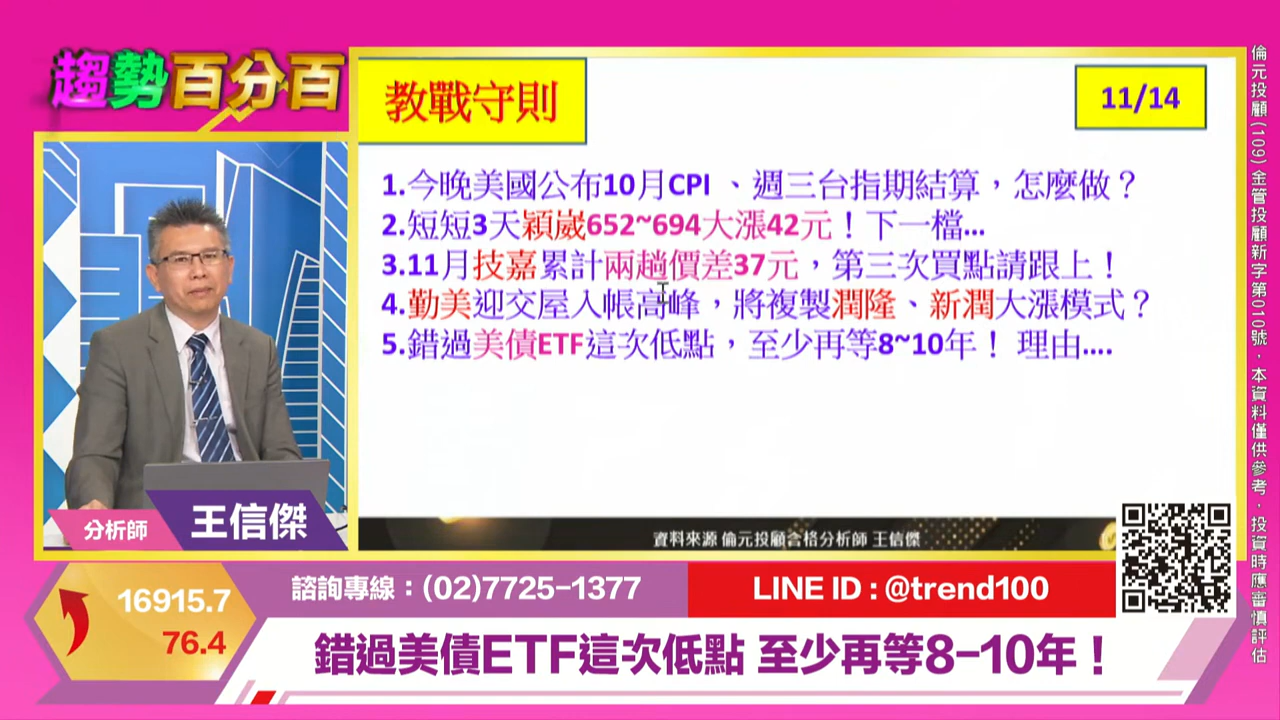 趨勢百分百
教戰守則
11/14
1.今晚美國公布10月CPI 、週三台指期結算，怎麼做？
2.短短3天穎崴652~694大漲42元！下一檔...
3.11月技嘉累計兩趟價差37元，第三次買點請跟上！
4.勤美迎交屋入帳高峰，將複製潤隆、新潤大漲模式？
5.錯過美債ETF這次低點，至少再等8~10年！ 理由....
分析師 王信傑
資料來源 倫元投顧合格分析師 王信傑
諮詢專線：(02)7725-1377
LINE ID : @trend100
16915.7
76.4
錯過美債ETF這次低點 至少再等8-10年！
倫元投顧(109)金管投顧新字第010號．本資料僅供參考．投資時應審慎評估